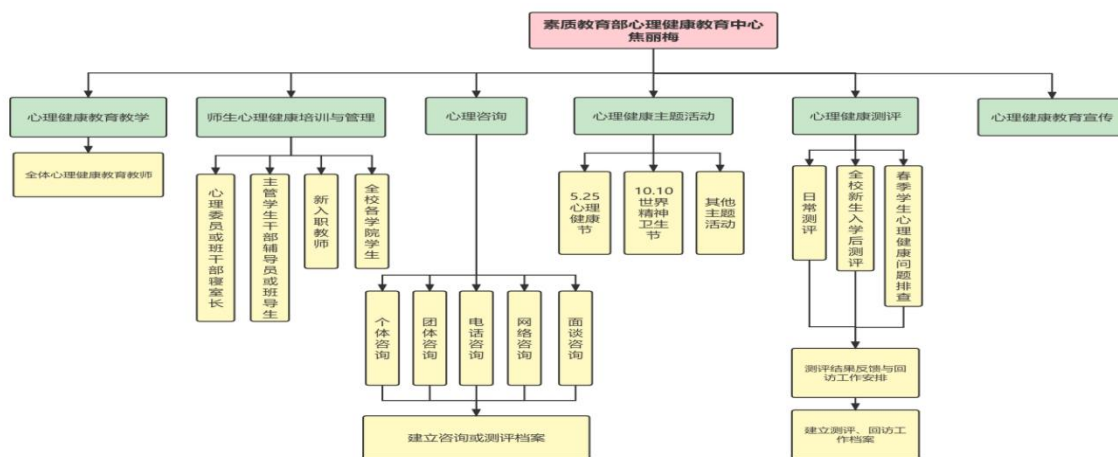 素质教育部心理健康教育中心
焦丽梅
心理健康教育教学
师生心理健康培训与管理
心理咨询
心理健康主题活动
心理健康测评
心理健康教育宣传
全体心理健康教育教师
心理委员或班干部寝室长
主管学生干部辅导员或班导生
新入职教师
全校各学院学生
5.25
心理健康节
10.10
世界精神卫生节
其他主题活动
日常测评
全校新生入学后测评
春季学生心理健康问题排查
个体咨询
团体咨询
电话咨询
网络咨询
面谈咨询
建立咨询或测评档案
测评结果反馈与回
访工作安排
建立测评、回访工
作档案